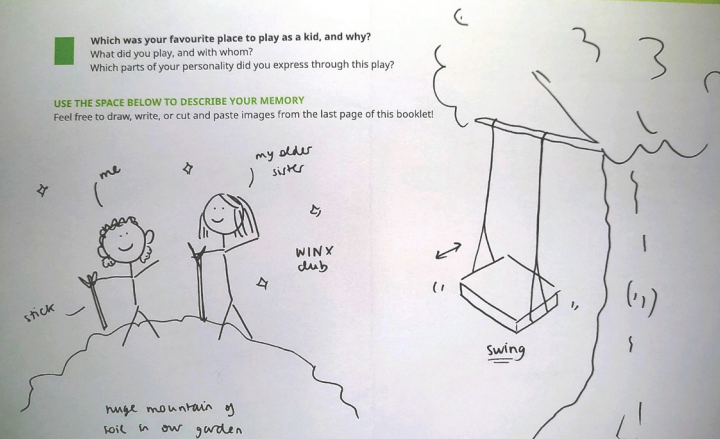 Which was your favourite place to play as a kid, and why?
What did you play, and with whom?
Which parts of your personality did you express through this play?
USE THE SPACE BELOW TO DESCRIBE YOUR MEMORY
Feel free to draw, write, or cut and paste images from the last page of this booklet!
me
my older
sister
WINX
club
stick
swing
huge mountain of
soil in our garden